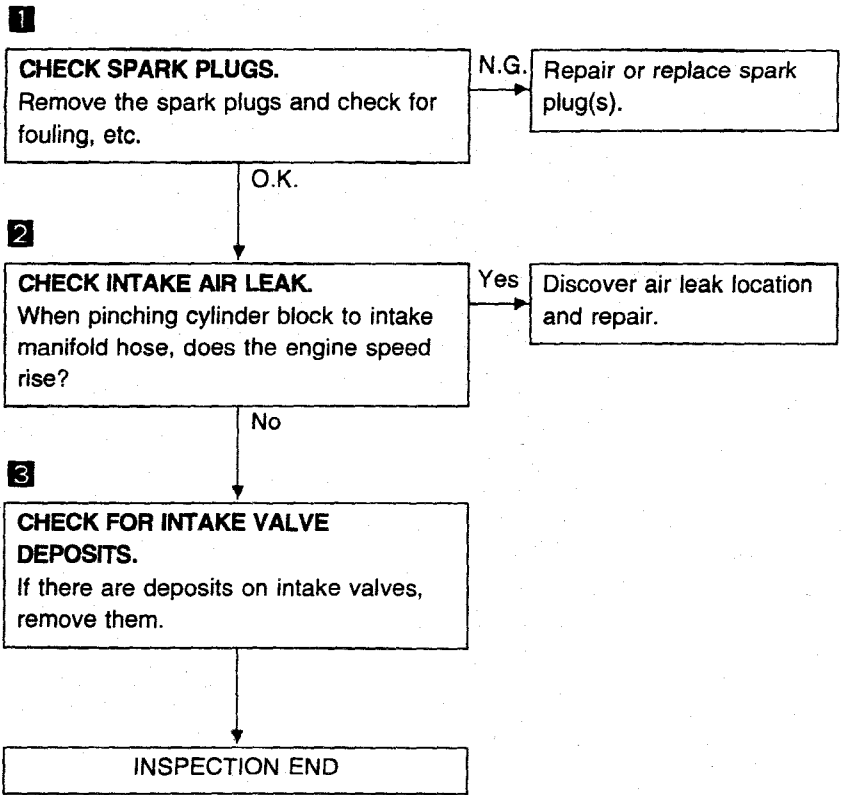 1
CHECK SPARK PLUGS.
Remove the spark plugs and check for
fouling, etc.
N.G.
Repair or replace spark
plug(s).
O.K.
2
CHECK INTAKE AIR LEAK.
When pinching cylinder block to intake
manifold hose, does the engine speed
rise?
Yes
Discover air leak location
and repair.
No
3
CHECK FOR INTAKE VALVE
DEPOSITS.
If there are deposits on intake valves,
remove them.
INSPECTION END